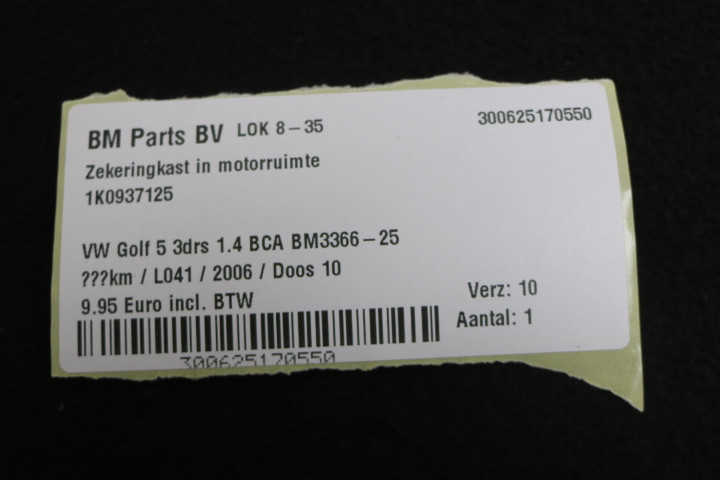 BM Parts BV LOK 8-35 300625170550
Zekeringkast in motorruimte
1K0937125
VW Golf 5 3drs 1.4 BCA BM3366-25
???km / L041 / 2006 / Doos 10
9.95 Euro incl. BTW
Verz: 10
Aantal: 1
300625170550